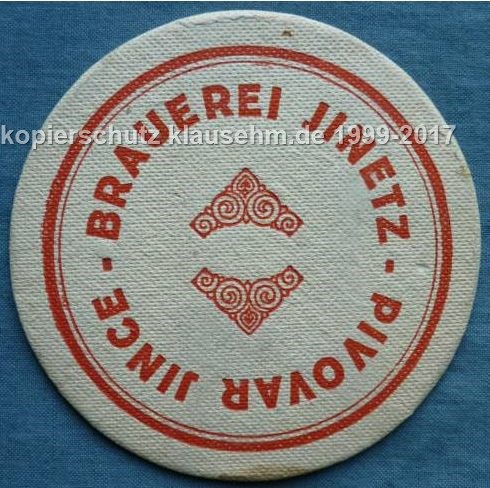 BRAUEREI JINETZ - PIVOVAR JINCE -
kopierschutz klausehm.de 1999-2017